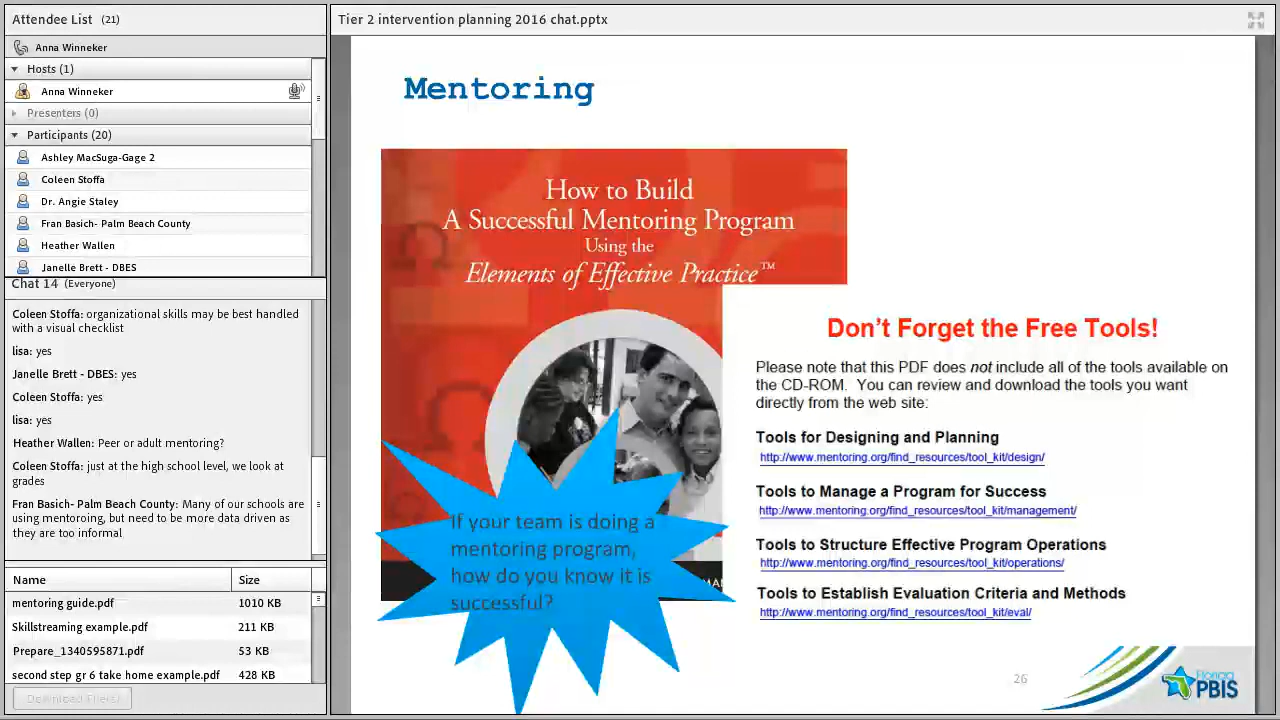 Attendee List (21)
Anna Winneker
Hosts (1)
Anna Winneker
Presenters (0)
Participants (20)
Ashley MacSuga-Gage 2
Coleen Stoffa
Dr. Angie Staley
Fran Basich- Palm Beach County
Heather Wallen
Janelle Brett - DBES
Chat 14 (Everyone)
Coleen Stoffa: organizational skills may be best handled
with a visual checklist
lisa: yes
Janelle Brett - DBES: yes
Coleen Stoffa: yes
lisa: yes
Heather Wallen: Peer or adult mentoring?
Coleen Stoffa: just at the high school level, we look at
grades
Fran Basich- Palm Beach County: Many of our schools are
using mentoroing, but need to be more data driven as
they are too informal
Name Size
mentoring guide.pdf 1010 KB
Skillstreaming example.pdf 211 KB
Prepare_1340595871.pdf 53 KB
second step gr 6 take home example.pdf 428 KB
Download File(s)
Tier 2 intervention planning 2016 chat.pptx
Mentoring
How to Build
A Successful Mentoring Program
Using the
Elements of Effective Practice™
If your team is doing a
mentoring program,
how do you know it is
successful?
Don't Forget the Free Tools!
Please note that this PDF does not include all of the tools available on
the CD-ROM. You can review and download the tools you want
directly from the web site:
Tools for Designing and Planning
http://www.mentoring.org/find_resources/tool_kit/design/
Tools to Manage a Program for Success
http://www.mentoring.org/find_resources/tool_kit/management/
Tools to Structure Effective Program Operations
http://www.mentoring.org/find_resources/tool_kit/operations/
Tools to Establish Evaluation Criteria and Methods
http://www.mentoring.org/find_resources/tool_kit/eval/
26
Florida
PBIS